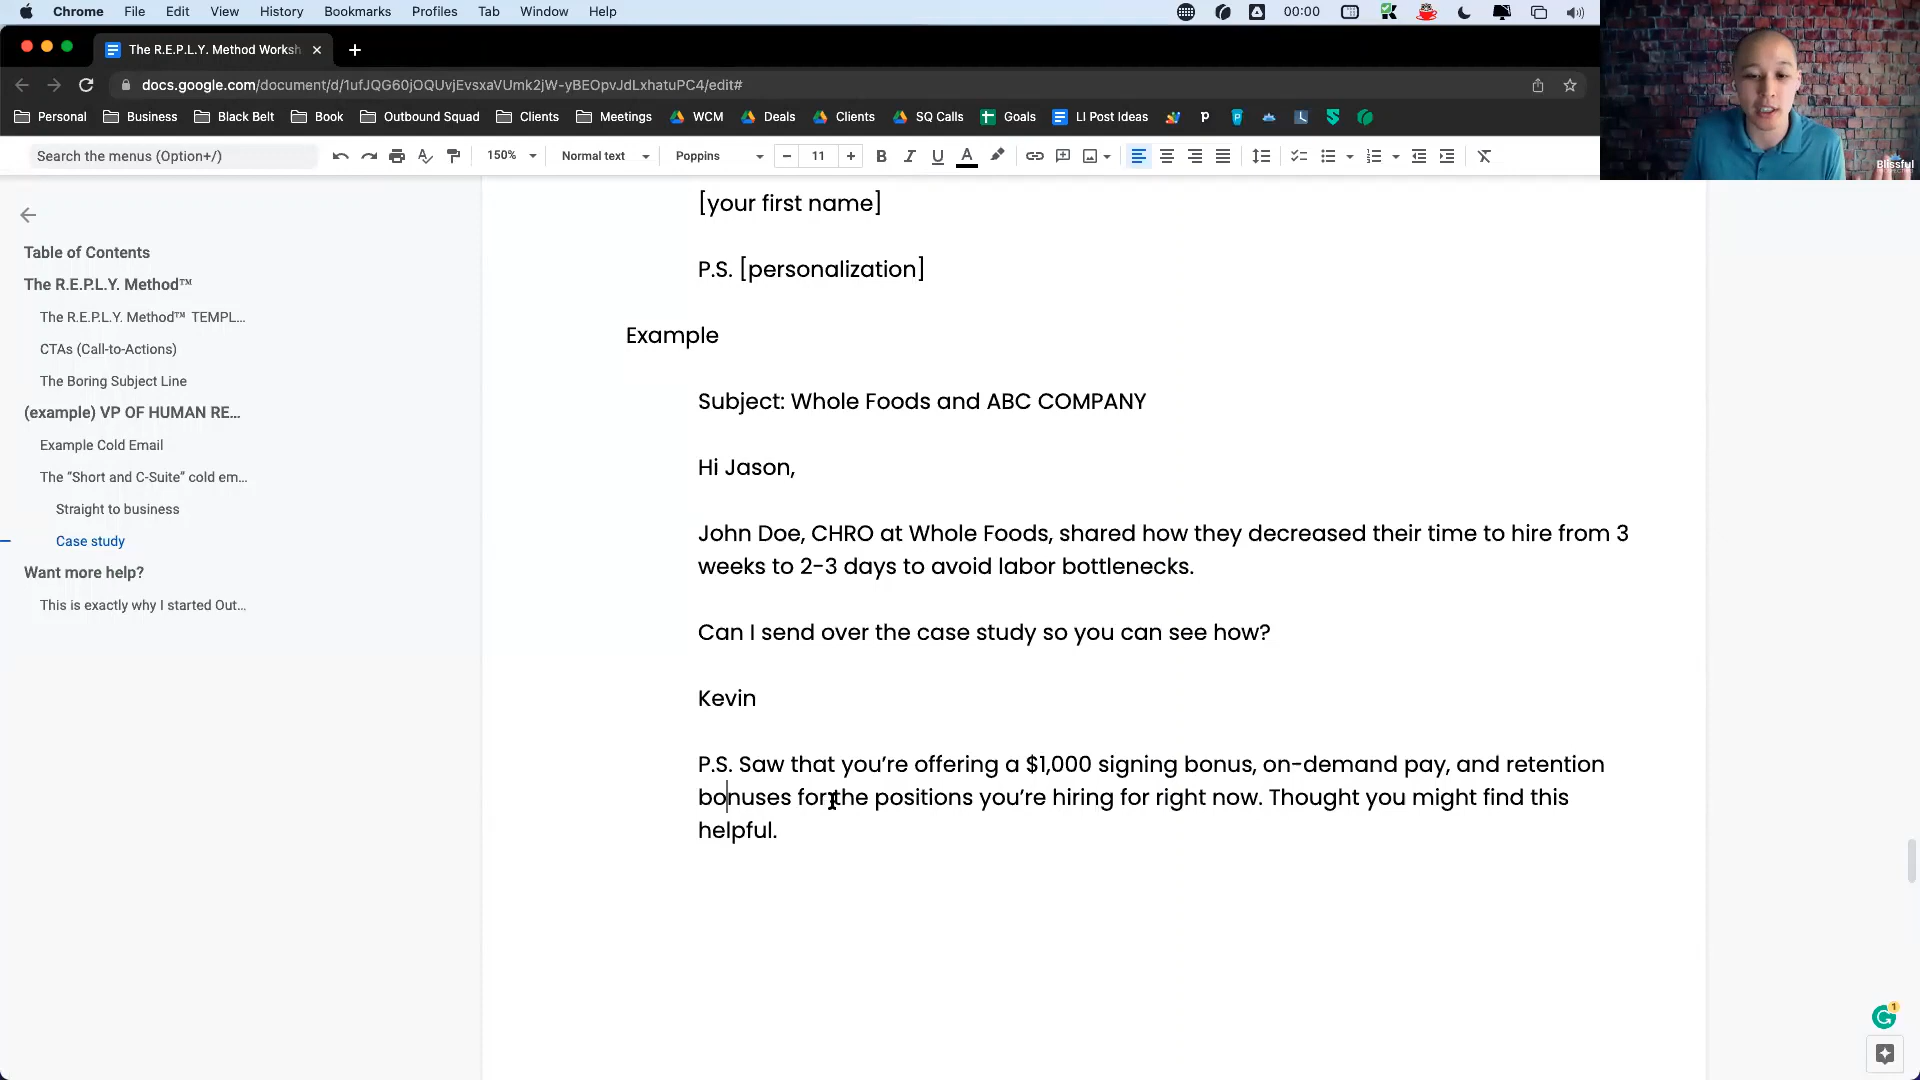 Chrome File Edit View History Bookmarks Profiles Tab Window Help 00:00
The R.E.P.L.Y. Method Worksh
docs.google.com/document/d/1ufJQG60jOQUvjEvsxaVUmk2jW-yBEOpvJdLxhatuPC4/edit#
Personal Business Black Belt Book Outbound Squad Clients Meetings WCM Deals Clients SQ Calls Goals LI Post Ideas
Search the menus (Option+/) 150% Normal text Poppins 11 B I U A
Blissful
[your first name]
P.S. [personalization]
Example
Subject: Whole Foods and ABC COMPANY
Hi Jason,
John Doe, CHRO at Whole Foods, shared how they decreased their time to hire from 3
weeks to 2-3 days to avoid labor bottlenecks.
Can I send over the case study so you can see how?
Kevin
P.S. Saw that you’re offering a $1,000 signing bonus, on-demand pay, and retention
bonuses for the positions you’re hiring for right now. Thought you might find this
helpful.
Table of Contents
The R.E.P.L.Y. Method™
The R.E.P.L.Y. Method™ TEMPL...
CTAs (Call-to-Actions)
The Boring Subject Line
(example) VP OF HUMAN RE...
Example Cold Email
The “Short and C-Suite” cold em...
Straight to business
Case study
Want more help?
This is exactly why I started Out...
1